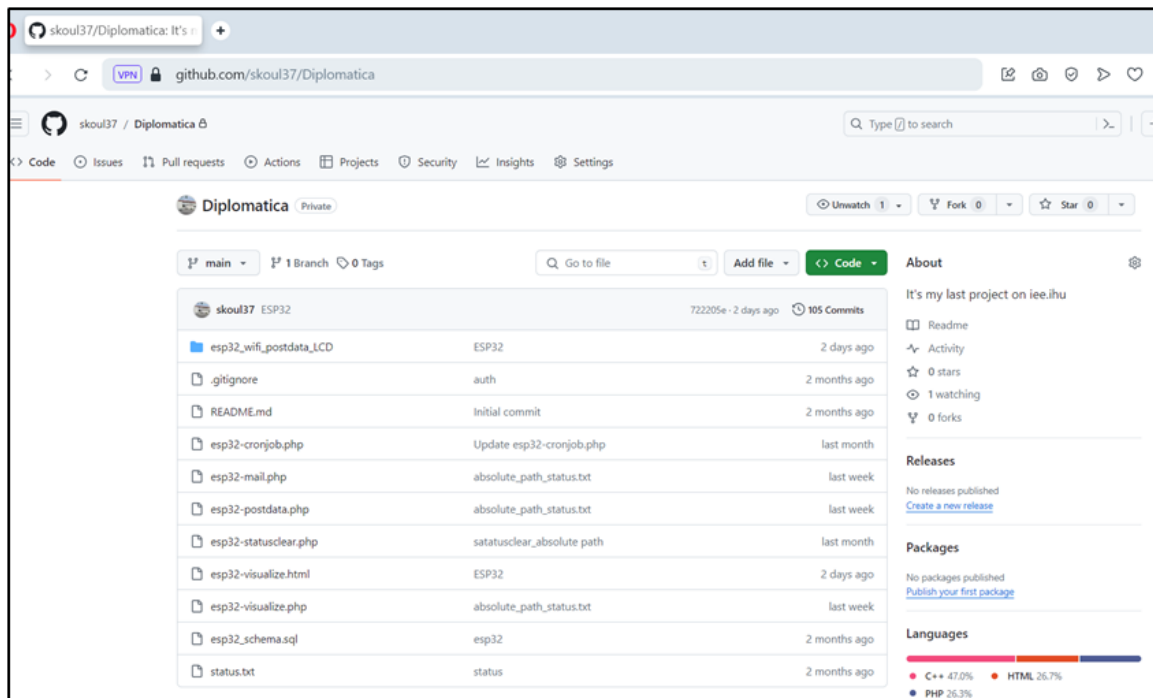 skoul37/Diplomatica: It's n
VPN github.com/skoul37/Diplomatica
skoul37 / Diplomatica
Type / to search
Code Issues Pull requests Actions Projects Security Insights Settings
Diplomatica Private
Unwatch 1 Fork 0 Star 0
main 1 Branch 0 Tags
Go to file t Add file <> Code
skoul37 ESP32 722205e · 2 days ago 105 Commits
esp32_wifi_postdata_LCD ESP32 2 days ago
.gitignore auth 2 months ago
README.md Initial commit 2 months ago
esp32-cronjob.php Update esp32-cronjob.php last month
esp32-mail.php absolute_path_status.txt last week
esp32-postdata.php absolute_path_status.txt last week
esp32-statusclear.php satatusclear_absolute path last month
esp32-visualize.html ESP32 2 days ago
esp32-visualize.php absolute_path_status.txt last week
esp32_schema.sql esp32 2 months ago
status.txt status 2 months ago
About
It's my last project on iee.ihu
Readme
Activity
0 stars
1 watching
0 forks
Releases
No releases published
Create a new release
Packages
No packages published
Publish your first package
Languages
C++ 47.0% HTML 26.7%
PHP 26.3%